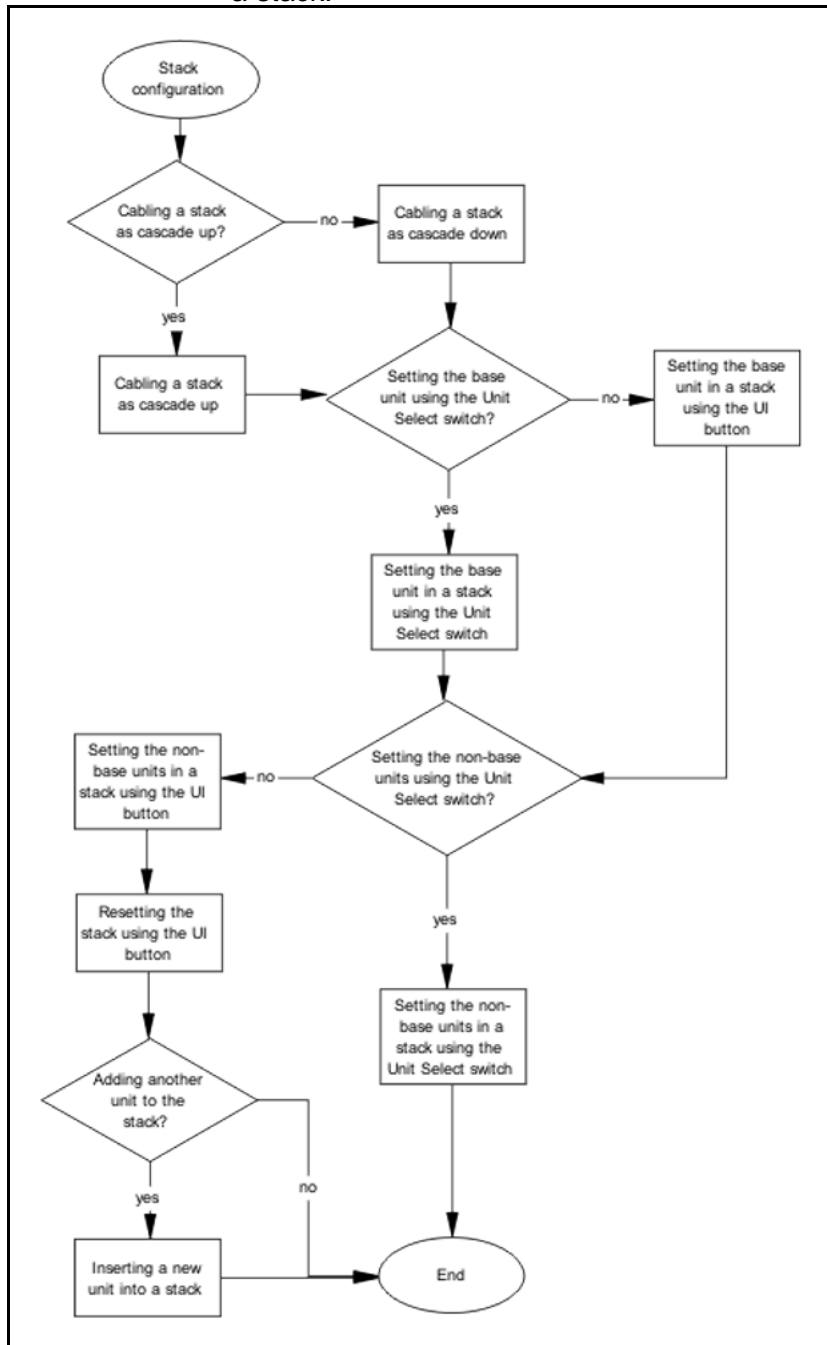 a stack.
Stack
configuration
Cabling a stack
as cascade up?
no
Cabling a stack
as cascade down
yes
Cabling a stack
as cascade up
Setting the base
unit using the Unit
Select switch?
no
Setting the base
unit in a stack
using the UI
button
yes
Setting the base
unit in a stack
using the Unit
Select switch
Setting the non-
base units in a
stack using the UI
button
no
Setting the non-base
units using the Unit
Select switch?
Resetting the
stack using the UI
button
yes
Setting the non-
base units in a
stack using the
Unit Select switch
Adding another
unit to the
stack?
no
yes
Inserting a new
unit into a stack
End